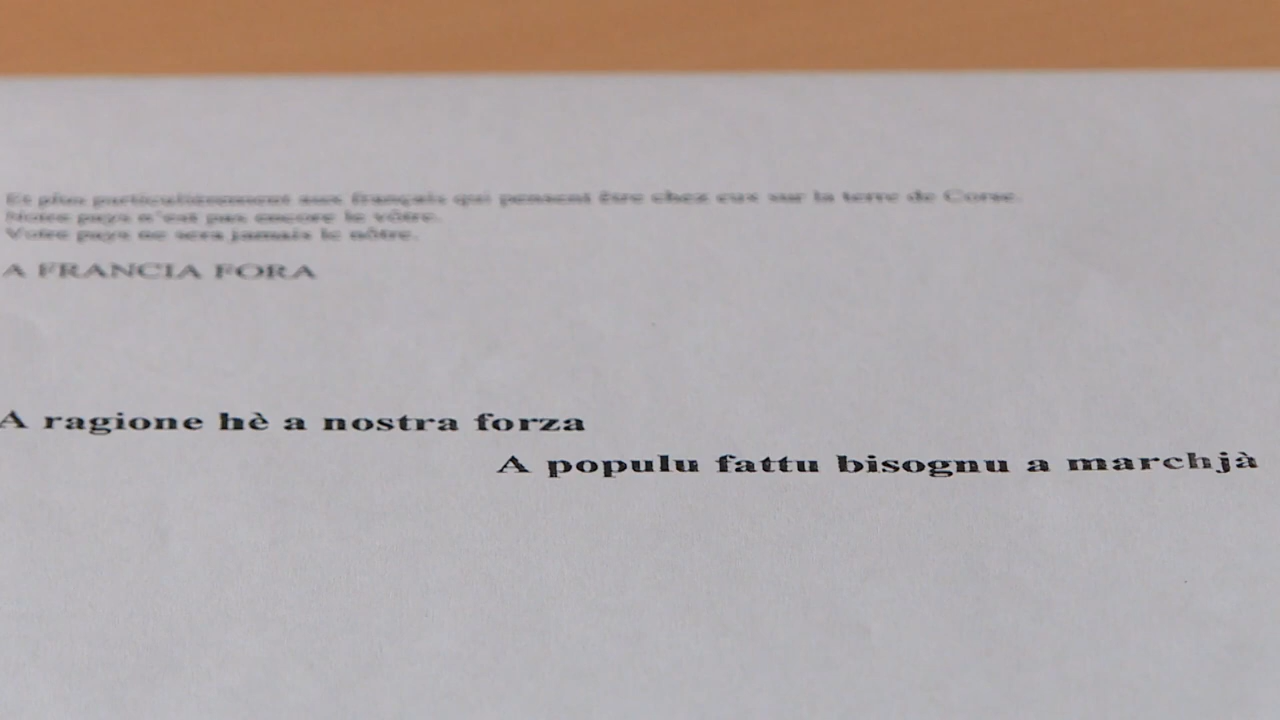 Et plus particulièrement aux français qui pensent être chez eux sur la terre de Corse.
Notre pays n'est pas encore le vôtre.
Votre pays ne sera jamais le nôtre.
A FRANCIA FORA
A ragione hè a nostra forza
A populu fattu bisognu a marchjà